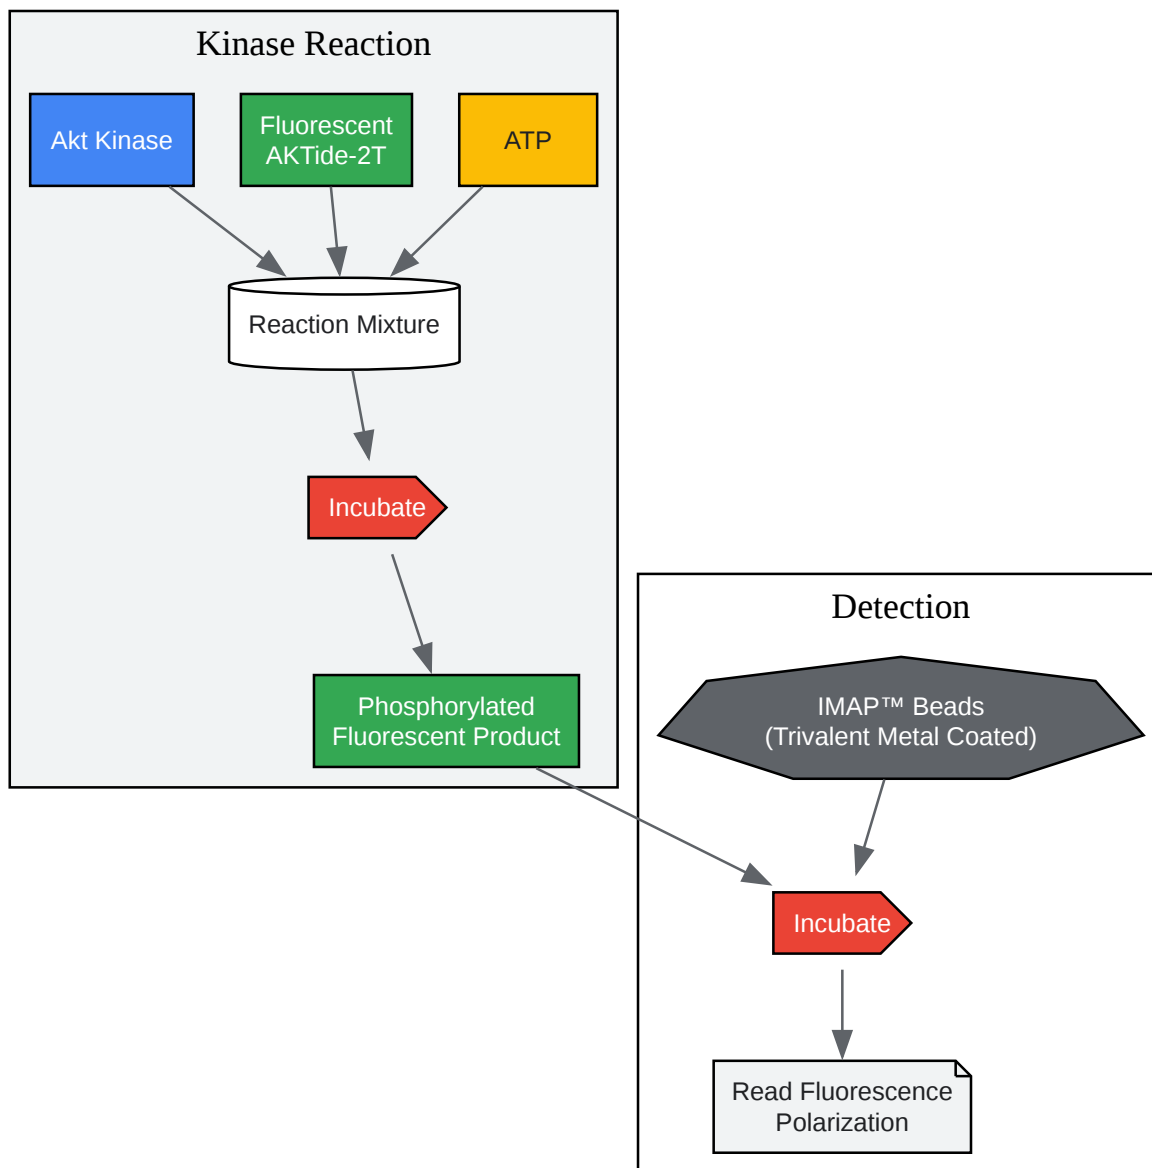 Kinase Reaction
Akt Kinase
Fluorescent
AKTide-2T
ATP
Reaction Mixture
Incubate
Phosphorylated
Fluorescent Product
Detection
IMAP™ Beads
(Trivalent Metal Coated)
Incubate
Read Fluorescence
Polarization